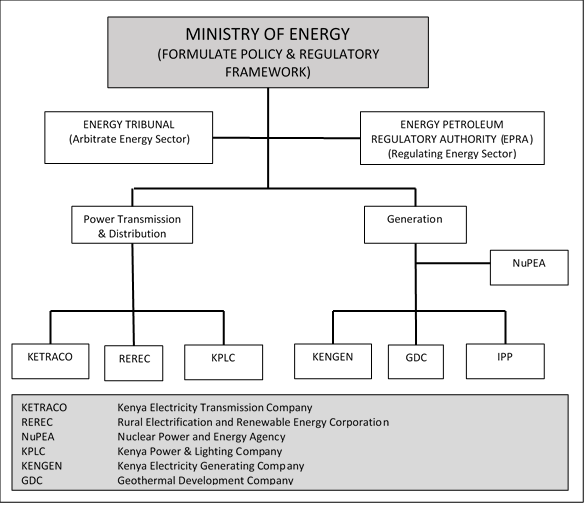 MINISTRY OF ENERGY
(FORMULATE POLICY & REGULATORY
FRAMEWORK)
ENERGY TRIBUNAL
(Arbitrate Energy Sector)
ENERGY PETROLEUM
REGULATORY AUTHORITY (EPRA)
(Regulating Energy Sector)
Power Transmission
& Distribution
Generation
NuPEA
KETRACO
REREC
KPLC
KENGEN
GDC
IPP
KETRACO Kenya Electricity Transmission Company
REREC Rural Electrification and Renewable Energy Corporation
NuPEA Nuclear Power and Energy Agency
KPLC Kenya Power & Lighting Company
KENGEN Kenya Electricity Generating Company
GDC Geothermal Development Company